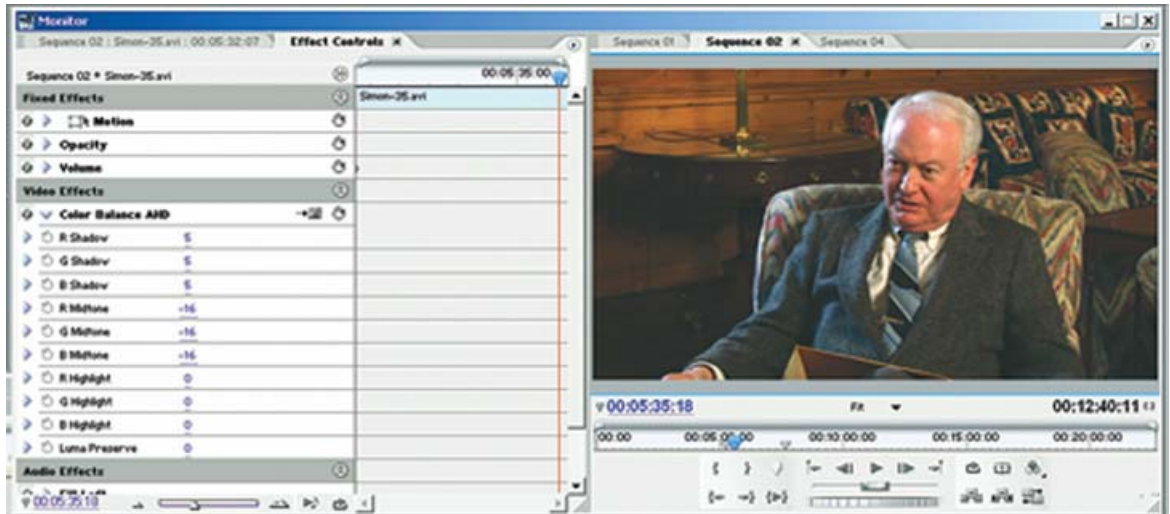 Monitor
Sequence 02 : Simon-35.avi : 00:05:32:07
Effect Controls
Sequence 02 * Simon-35.avi
00:05:35:00
Fixed Effects
Simon-35.avi
Motion
Opacity
Volume
Video Effects
Color Balance AHD
R Shadow 5
G Shadow 5
B Shadow 5
R Midtone -16
G Midtone -16
B Midtone -16
R Highlight 0
G Highlight 0
B Highlight 0
Luma Preserve 0
Audio Effects
Fill Left
00:05:35:18
Sequence 01
Sequence 02
Sequence 04
00:05:35:18
Fit
00:12:40:11
00:00
00:05:00:00
00:10:00:00
00:15:00:00
00:20:00:00